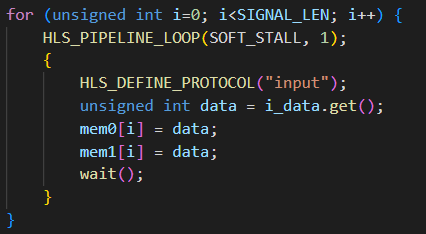 for (unsigned int i=0; i<SIGNAL_LEN; i++) {
    HLS_PIPELINE_LOOP(SOFT_STALL, 1);
    {
        HLS_DEFINE_PROTOCOL("input");
        unsigned int data = i_data.get();
        mem0[i] = data;
        mem1[i] = data;
        wait();
    }
}